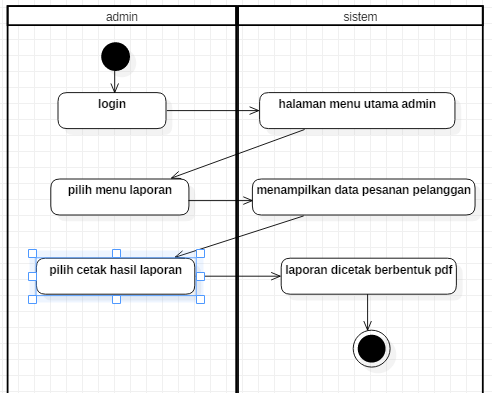 admin
sistem
login
halaman menu utama admin
pilih menu laporan
menampilkan data pesanan pelanggan
pilih cetak hasil laporan
laporan dicetak berbentuk pdf